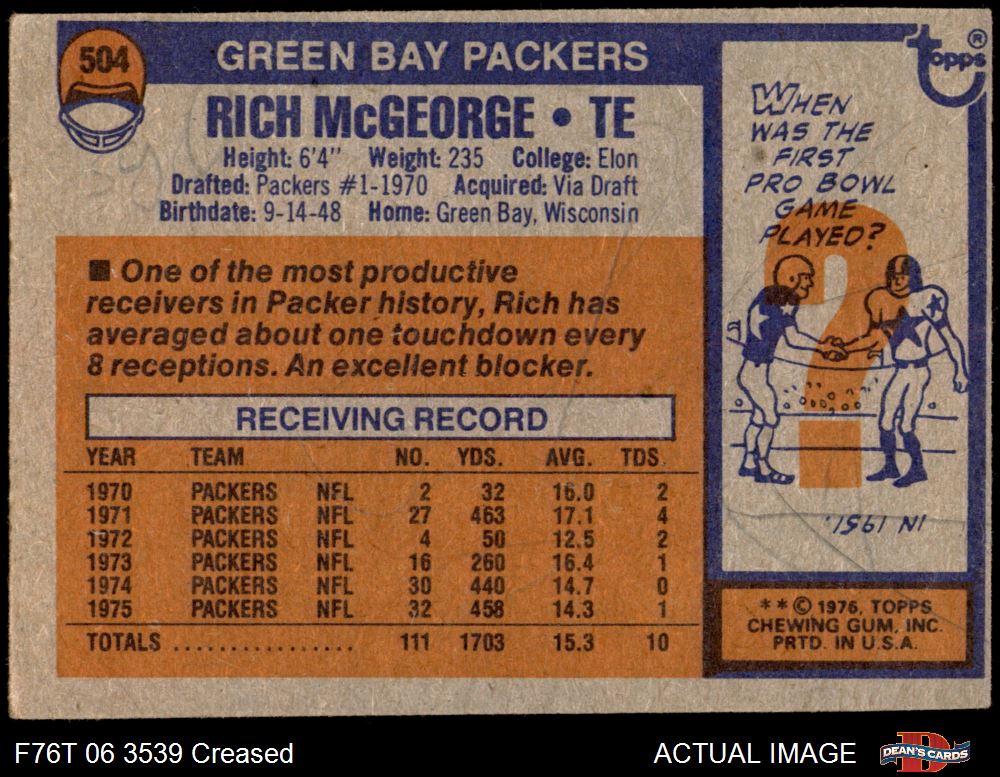 504
GREEN BAY PACKERS
RICH McGEORGE • TE
Height: 6'4" Weight: 235 College: Elon
Drafted: Packers #1-1970 Acquired: Via Draft
Birthdate: 9-14-48 Home: Green Bay, Wisconsin
■ One of the most productive
receivers in Packer history, Rich has
averaged about one touchdown every
8 receptions. An excellent blocker.
RECEIVING RECORD
YEAR TEAM NO. YDS. AVG. TDS.
1970 PACKERS NFL 2 32 16.0 2
1971 PACKERS NFL 27 463 17.1 4
1972 PACKERS NFL 4 50 12.5 2
1973 PACKERS NFL 16 260 16.4 1
1974 PACKERS NFL 30 440 14.7 0
1975 PACKERS NFL 32 458 14.3 1
TOTALS ................ 111 1703 15.3 10
Topps®
WHEN
WAS THE
FIRST
PRO BOWL
GAME
PLAYED?
?
IN 1951.
**© 1976, TOPPS
CHEWING GUM, INC.
PRTD. IN U.S.A.
F76T 06 3539 Creased
ACTUAL IMAGE
DEAN'S CARDS